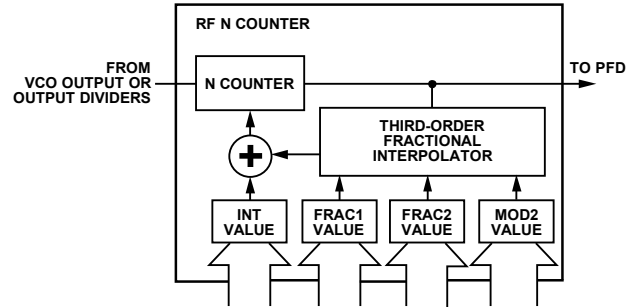 RF N COUNTER
FROM
VCO OUTPUT OR
OUTPUT DIVIDERS
N COUNTER
TO PFD
THIRD-ORDER
FRACTIONAL
INTERPOLATOR
+
INT
VALUE
FRAC1
VALUE
FRAC2
VALUE
MOD2
VALUE